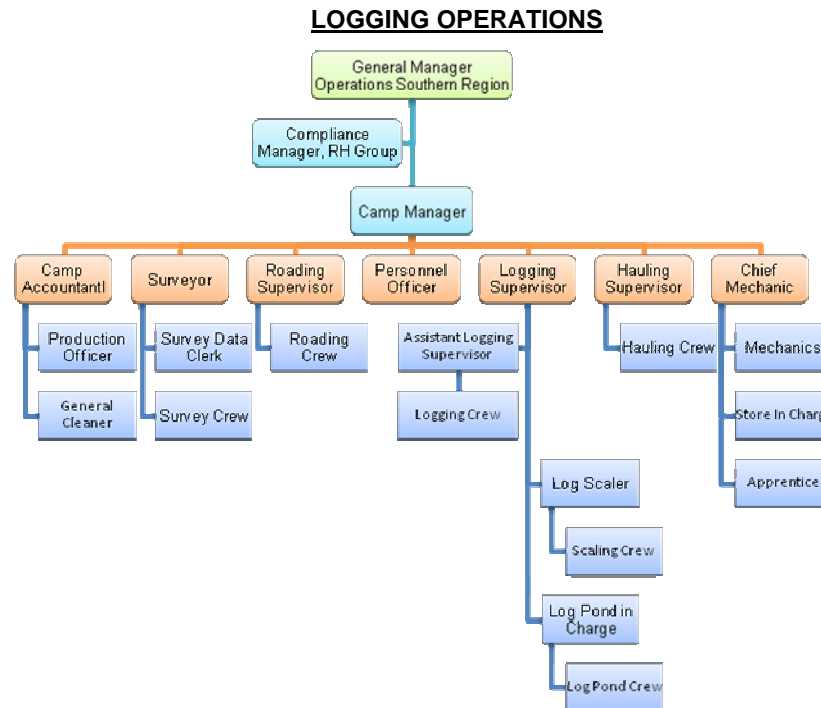 LOGGING OPERATIONS
General Manager
Operations Southern Region
Compliance
Manager, RH Group
Camp Manager
Camp
Accountantl
Surveyor
Roading
Supervisor
Personnel
Officer
Logging
Supervisor
Hauling
Supervisor
Chief
Mechanic
Production
Officer
General
Cleaner
Survey Data
Clerk
Survey Crew
Roading
Crew
Assistant Logging
Supervisor
Logging Crew
Log Scaler
Scaling Crew
Log Pond in
Charge
Log Pond Crew
Hauling Crew
Mechanics
Store In Charg
Apprentice